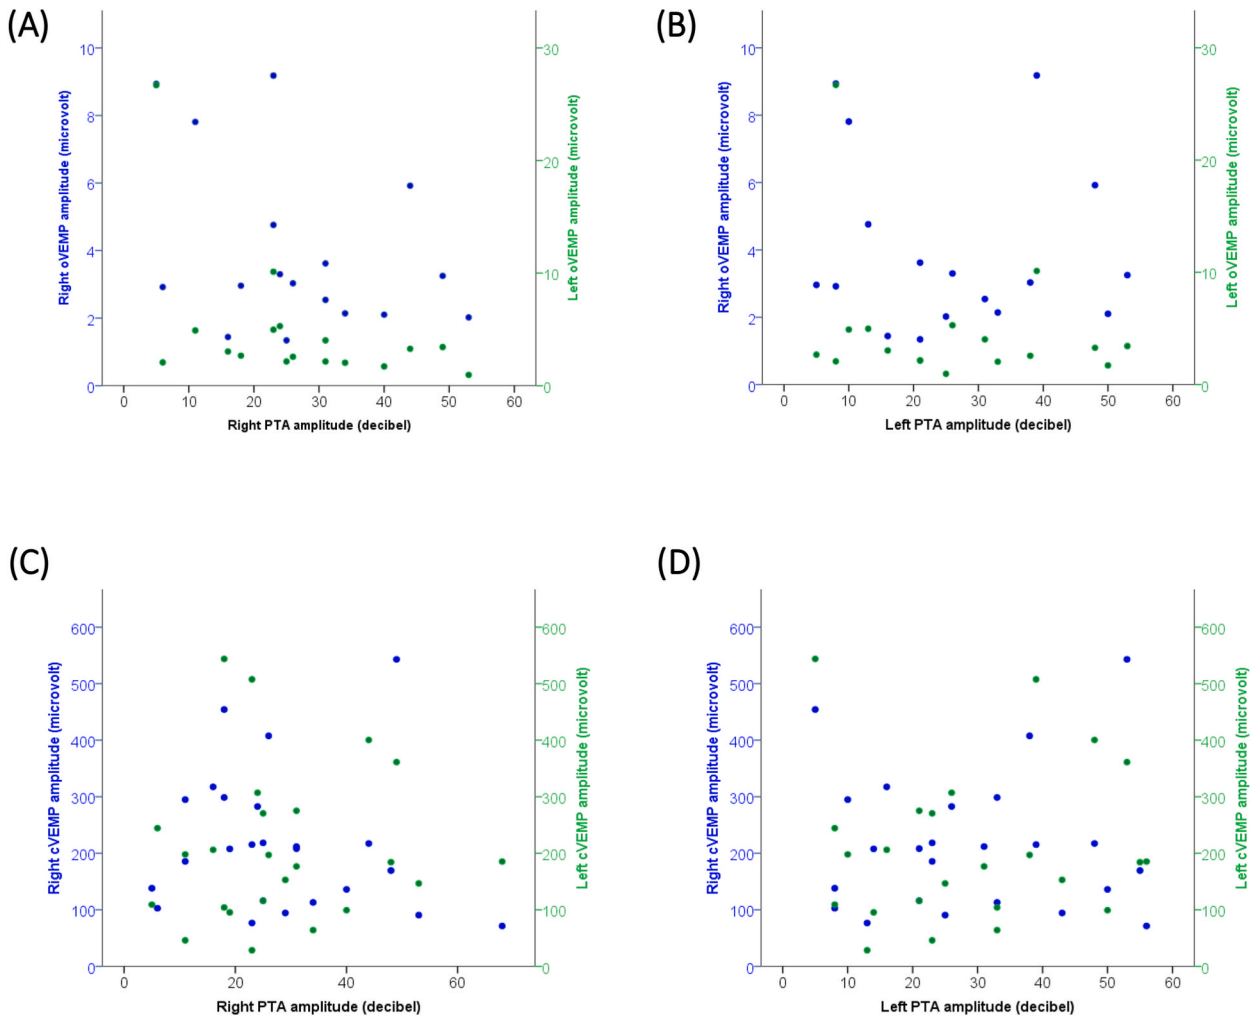 (A)
(B)
10
8
6
4
2
0
Right oVEMP amplitude (microvolt)
30
20
10
0
Left oVEMP amplitude (microvolt)
0 10 20 30 40 50 60
Right PTA amplitude (decibel)
10
8
6
4
2
0
Right oVEMP amplitude (microvolt)
30
20
10
0
Left oVEMP amplitude (microvolt)
0 10 20 30 40 50 60
Left PTA amplitude (decibel)
(C)
(D)
600
500
400
300
200
100
0
Right cVEMP amplitude (microvolt)
600
500
400
300
200
100
0
Left cVEMP amplitude (microvolt)
0 20 40 60
Right PTA amplitude (decibel)
600
500
400
300
200
100
0
Right cVEMP amplitude (microvolt)
600
500
400
300
200
100
0
Left cVEMP amplitude (microvolt)
0 10 20 30 40 50 60
Left PTA amplitude (decibel)